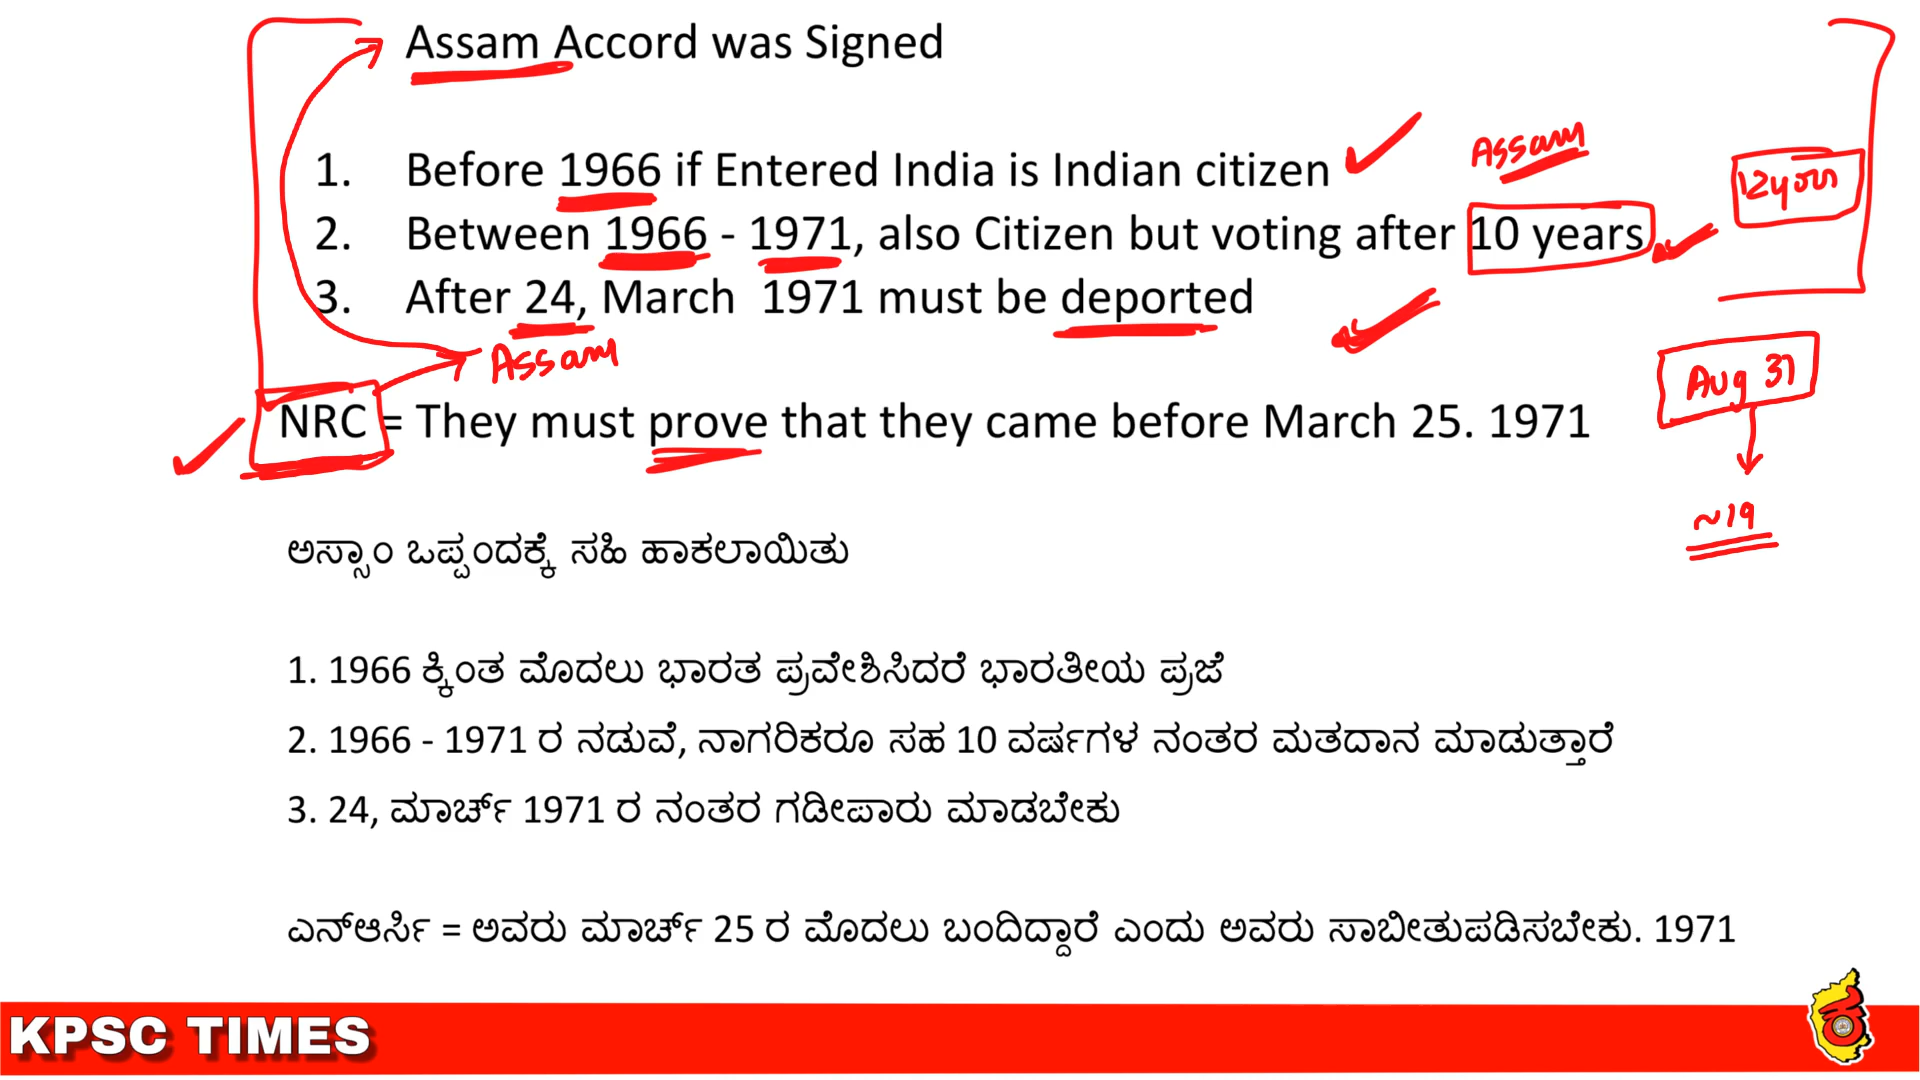 Assam Accord was Signed
Assam
1. Before 1966 if Entered India is Indian citizen
2. Between 1966 - 1971, also Citizen but voting after 10 years
3. After 24, March 1971 must be deported
Assam
Aug 31
NRC = They must prove that they came before March 25. 1971
~19
ಅಸ್ಸಾಂ ಒಪ್ಪಂದಕ್ಕೆ ಸಹಿ ಹಾಕಲಾಯಿತು
1. 1966 ಕ್ಕಿಂತ ಮೊದಲು ಭಾರತ ಪ್ರವೇಶಿಸಿದರೆ ಭಾರತೀಯ ಪ್ರಜೆ
2. 1966 - 1971 ರ ನಡುವೆ, ನಾಗರಿಕರೂ ಸಹ 10 ವರ್ಷಗಳ ನಂತರ ಮತದಾನ ಮಾಡುತ್ತಾರೆ
3. 24, ಮಾರ್ಚ್ 1971 ರ ನಂತರ ಗಡೀಪಾರು ಮಾಡಬೇಕು
ಎನ್ಆರ್ಸಿ = ಅವರು ಮಾರ್ಚ್ 25 ರ ಮೊದಲು ಬಂದಿದ್ದಾರೆ ಎಂದು ಅವರು ಸಾಬೀತುಪಡಿಸಬೇಕು. 1971
KPSC TIMES